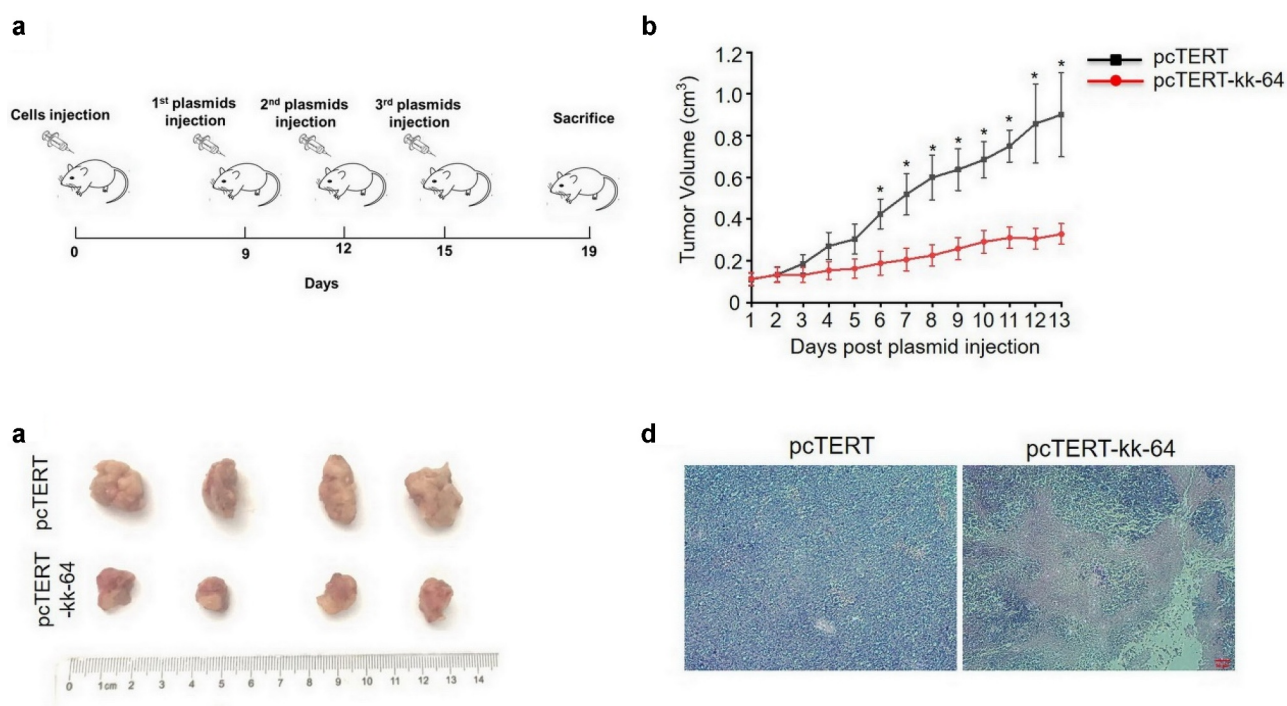 a
Cells injection
1st plasmids
injection
2nd plasmids
injection
3rd plasmids
injection
Sacrifice
0
9
12
15
19
Days
b
pcTERT
pcTERT-kk-64
Tumor Volume (cm3)
1.2
1.0
0.8
0.6
0.4
0.2
0
* * * * * * * *
1 2 3 4 5 6 7 8 9 10 11 12 13
Days post plasmid injection
a
pcTERT
pcTERT
-kk-64
0 1cm 2 3 4 5 6 7 8 9 10 11 12 13 14
d
pcTERT
pcTERT-kk-64